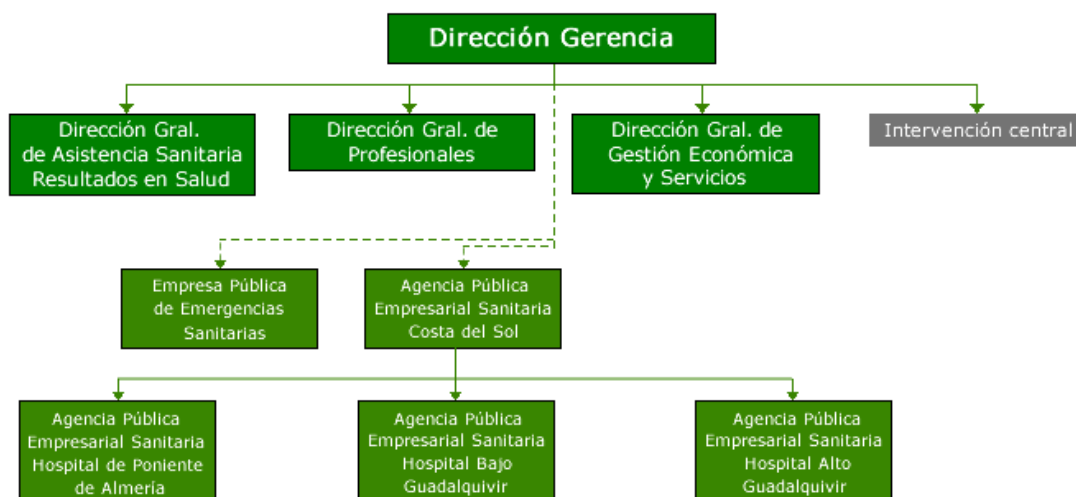 Dirección Gerencia
Dirección Gral.
de Asistencia Sanitaria
Resultados en Salud
Dirección Gral. de
Profesionales
Dirección Gral. de
Gestión Económica
y Servicios
Intervención central
Empresa Pública
de Emergencias
Sanitarias
Agencia Pública
Empresarial Sanitaria
Costa del Sol
Agencia Pública
Empresarial Sanitaria
Hospital de Poniente
de Almería
Agencia Pública
Empresarial Sanitaria
Hospital Bajo
Guadalquivir
Agencia Pública
Empresarial Sanitaria
Hospital Alto
Guadalquivir